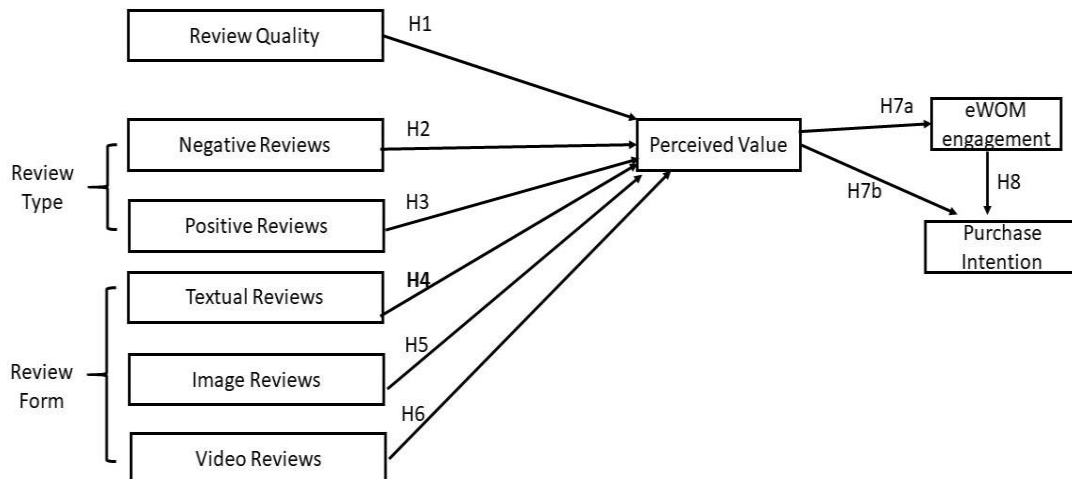 Review Quality
H1
Negative Reviews
H2
Review
Type
Positive Reviews
H3
Textual Reviews
H4
Image Reviews
H5
Review
Form
Video Reviews
H6
Perceived Value
H7a
eWOM
engagement
H7b
H8
Purchase
Intention